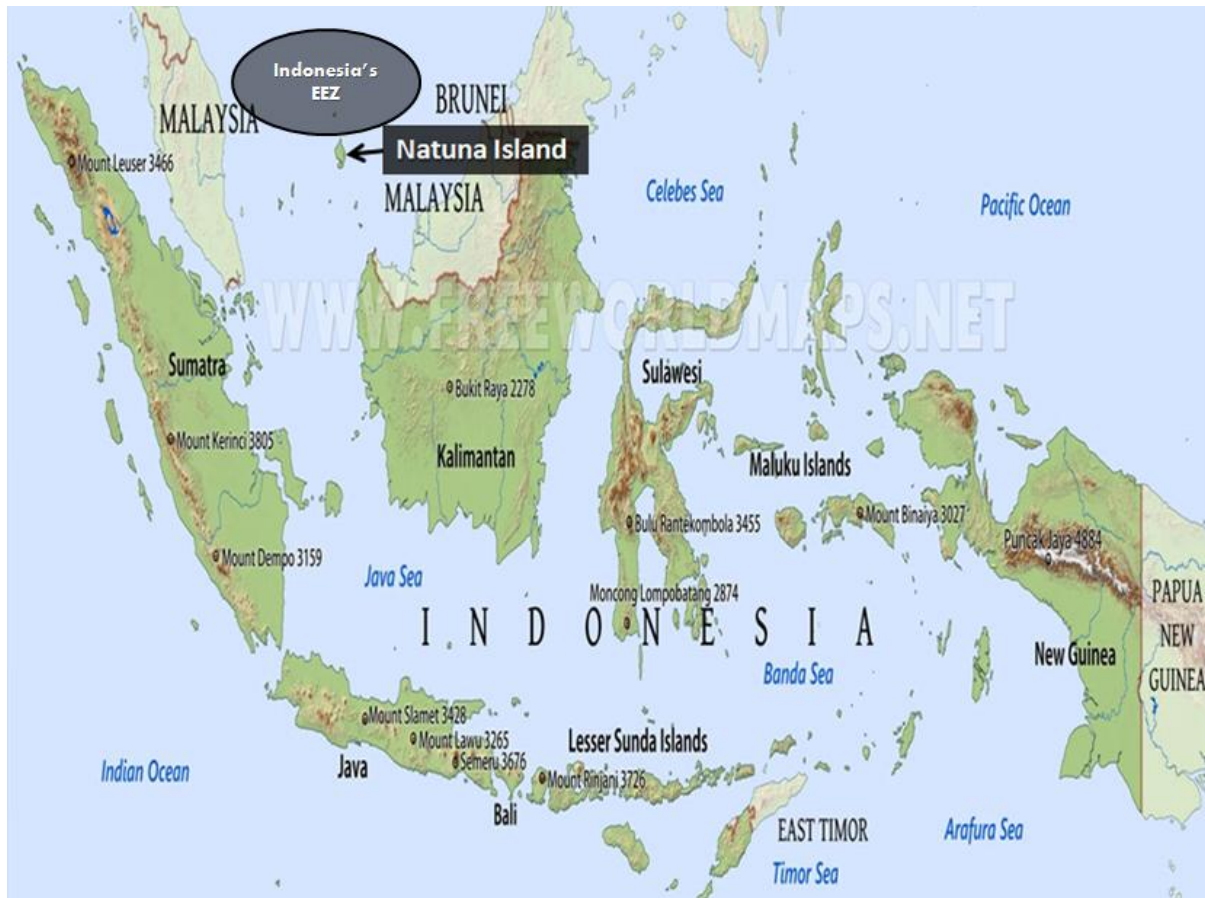 Indonesia's
EEZ
BRUNEI
MALAYSIA
Natuna Island
Mount Leuser 3466
MALAYSIA
Celebes Sea
Pacific Ocean
WWW.FREEWORLDMAPS.NET
Sumatra
Sulawesi
Bukit Raya 2278
Mount Kerinci 3805
Kalimantan
Maluku Islands
Bulu Rantekombola 3455
Mount Binaiya 3027
Puncak Jaya 4884
Mount Dempo 3159
Java Sea
Moncong Lompobatang 2874
PAPUA
NEW
GUINEA
INDONESIA
New Guinea
Banda Sea
Mount Slamet 3428
Mount Lawu 3265
Semeru 3676
Lesser Sunda Islands
Indian Ocean
Java
Mount Rinjani 3726
Bali
EAST TIMOR
Arafura Sea
Timor Sea